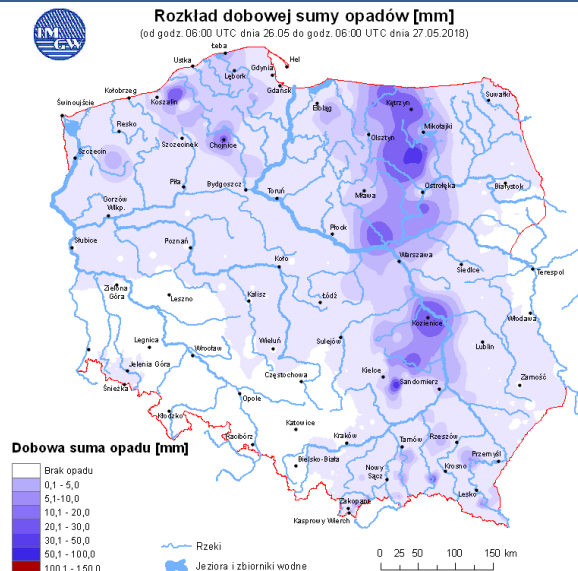 Rozkład dobowej sumy opadów [mm]
(od godz. 06:00 UTC dnia 26.05 do godz. 06:00 UTC dnia 27.05.2018)
IM
GW
Łeba
Ustka
Hel
Gdynia
Lębork
Gdańsk
Kołobrzeg
Koszalin
Świnoujście
Elbląg
Kętrzyn
Suwałki
Resko
Mikołajki
Olsztyn
Szczecinek
Chojnice
Szczecin
Piła
Bydgoszcz
Toruń
Mława
Ostrołęka
Białystok
Gorzów
Wlkp.
Płock
Słubice
Poznań
Koło
Warszawa
Siedlce
Terespol
Zielona
Góra
Leszno
Kalisz
Łódź
Kozienice
Włodawa
Legnica
Wrocław
Wieluń
Sulejów
Lublin
Jelenia Góra
Śnieżka
Częstochowa
Kielce
Sandomierz
Zamość
Opole
Kłodzko
Racibórz
Katowice
Kraków
Tarnów
Rzeszów
Bielsko-Biała
Nowy
Sącz
Krosno
Przemyśl
Lesko
Zakopane
Kasprowy Wierch
Dobowa suma opadu [mm]
Brak opadu
0,1 - 5,0
5,1-10,0
10,1 - 20,0
20,1 - 30,0
30,1 - 50,0
50,1 - 100,0
100,1 - 150,0
Rzeki
Jeziora i zbiorniki wodne
0 25 50 100 150 km